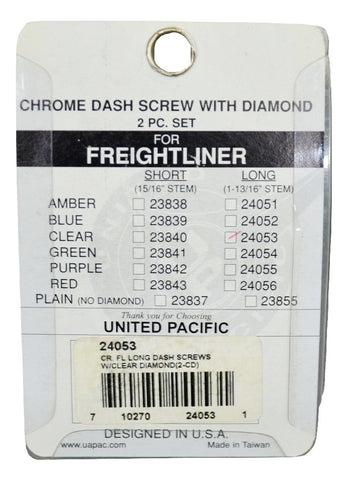 CHROME DASH SCREW WITH DIAMOND
2 PC. SET
FOR
FREIGHTLINER
SHORT LONG
(15/16" STEM) (1-13/16" STEM)
AMBER 23838 24051
BLUE 23839 24052
CLEAR 23840 24053
GREEN 23841 24054
PURPLE 23842 24055
RED 23843 24056
PLAIN (NO DIAMOND) 23837 23855
Thank you for Choosing
UNITED PACIFIC
24053
CR. FL LONG DASH SCREWS
W/CLEAR DIAMOND(2-CD)
7 10270 24053 1
DESIGNED IN U.S.A.
www.uapac.com Made in Taiwan